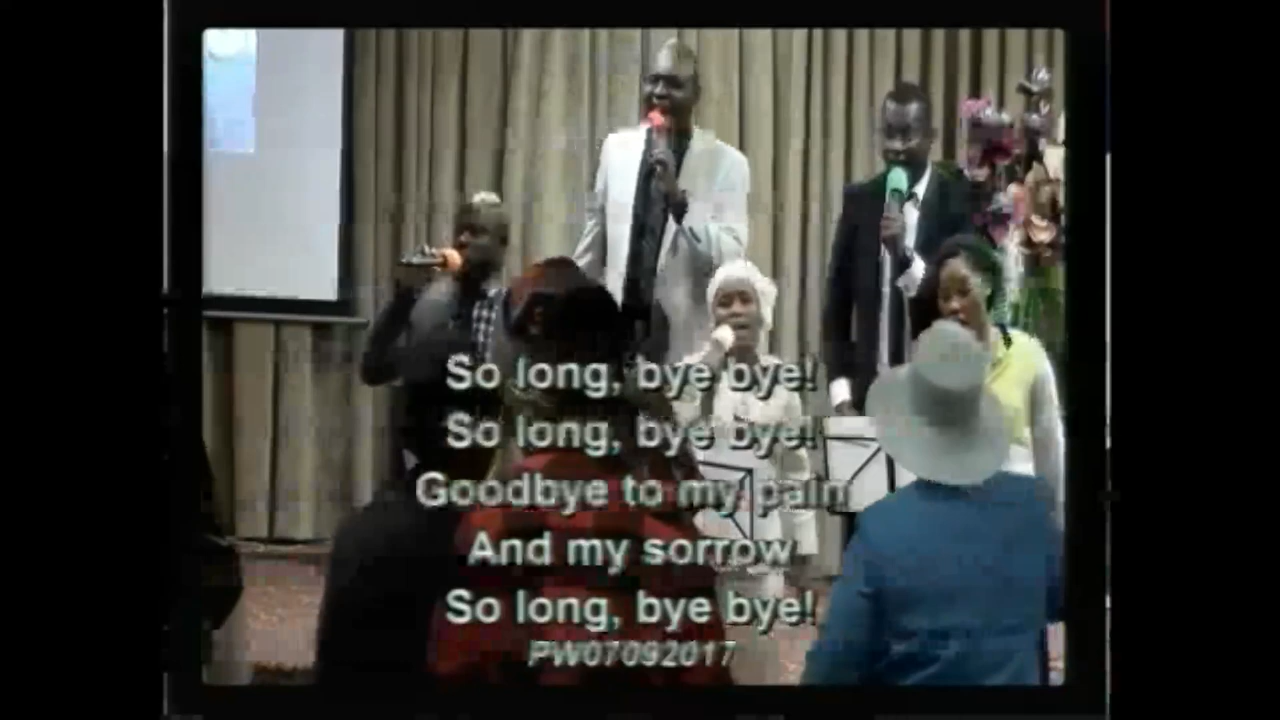 So long, bye bye!
So long, bye bye!
Goodbye to my pain
And my sorrow
So long, bye bye!
PW07092017